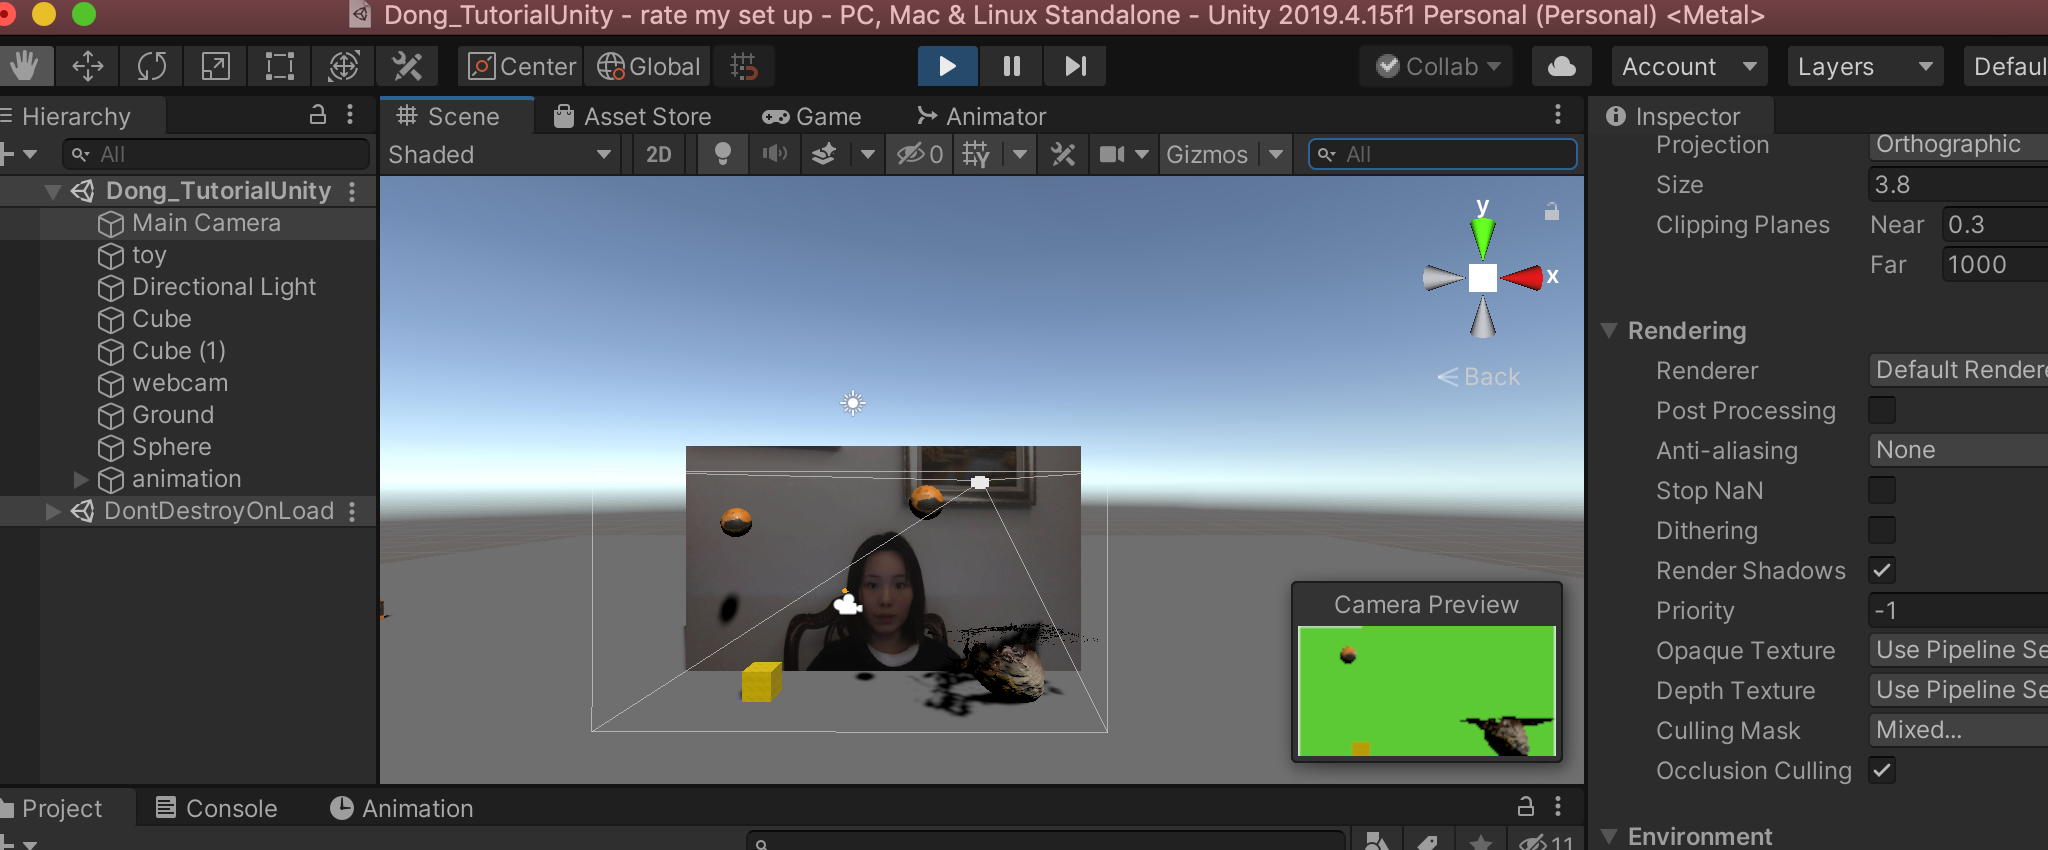 Dong_TutorialUnity - rate my set up - PC, Mac & Linux Standalone - Unity 2019.4.15f1 Personal (Personal) <Metal>
Center Global Collab Account Layers Defaul
Hierarchy
All
Dong_TutorialUnity
Main Camera
toy
Directional Light
Cube
Cube (1)
webcam
Ground
Sphere
animation
DontDestroyOnLoad
Scene Asset Store Game Animator
Shaded 2D 0 Gizmos All
y
x
Back
Camera Preview
Inspector
Projection Orthographic
Size 3.8
Clipping Planes Near 0.3
Far 1000
Rendering
Renderer Default Rendere
Post Processing
Anti-aliasing None
Stop NaN
Dithering
Render Shadows
Priority -1
Opaque Texture Use Pipeline Se
Depth Texture Use Pipeline Se
Culling Mask Mixed...
Occlusion Culling
Environment
Project Console Animation
11